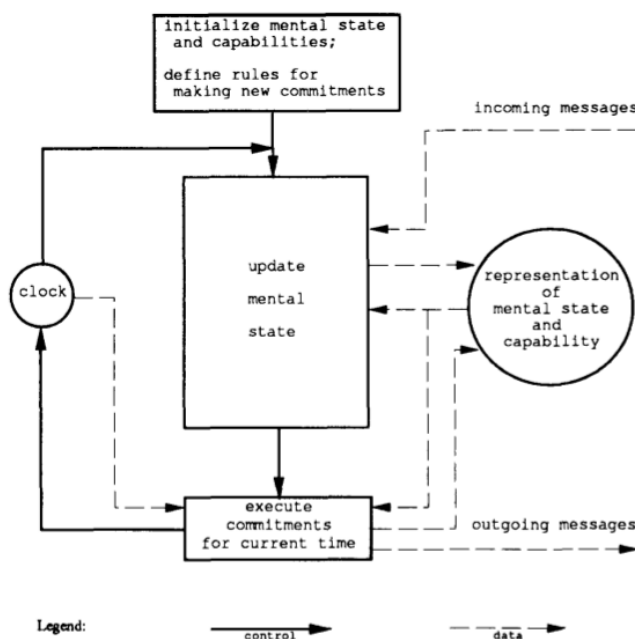 initialize mental state
and capabilities;
define rules for
making new commitments
incoming messages
clock
update
mental
state
representation
of
mental state
and
capability
execute
commitments
for current time
outgoing messages
Legend:
control
data